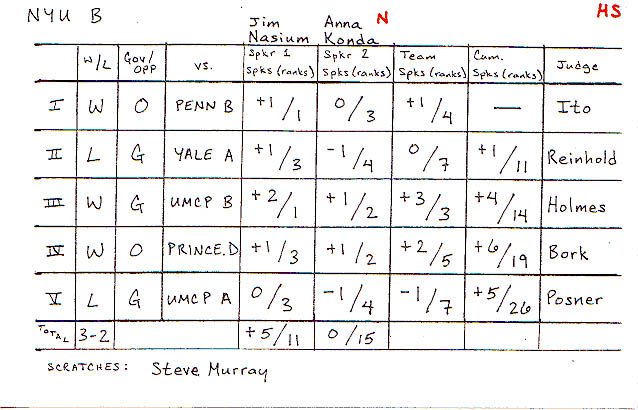 NYU B Jim Nasium Anna Konda N HS
W/L Gov/OPP vs. Spkr 1 Spks (ranks) Spkr 2 Spks (ranks) Team Spks (ranks) Cum. Spks (ranks) Judge
I W O PENN B +1/1 0/3 +1/4 — Ito
II L G YALE A +1/3 -1/4 0/7 +1/11 Reinhold
III W G UMCP B +2/1 +1/2 +3/3 +4/14 Holmes
IV W O PRINCE.D +1/3 +1/2 +2/5 +6/19 Bork
V L G UMCP A 0/3 -1/4 -1/7 +5/26 Posner
TOTAL 3-2 +5/11 0/15
SCRATCHES: Steve Murray